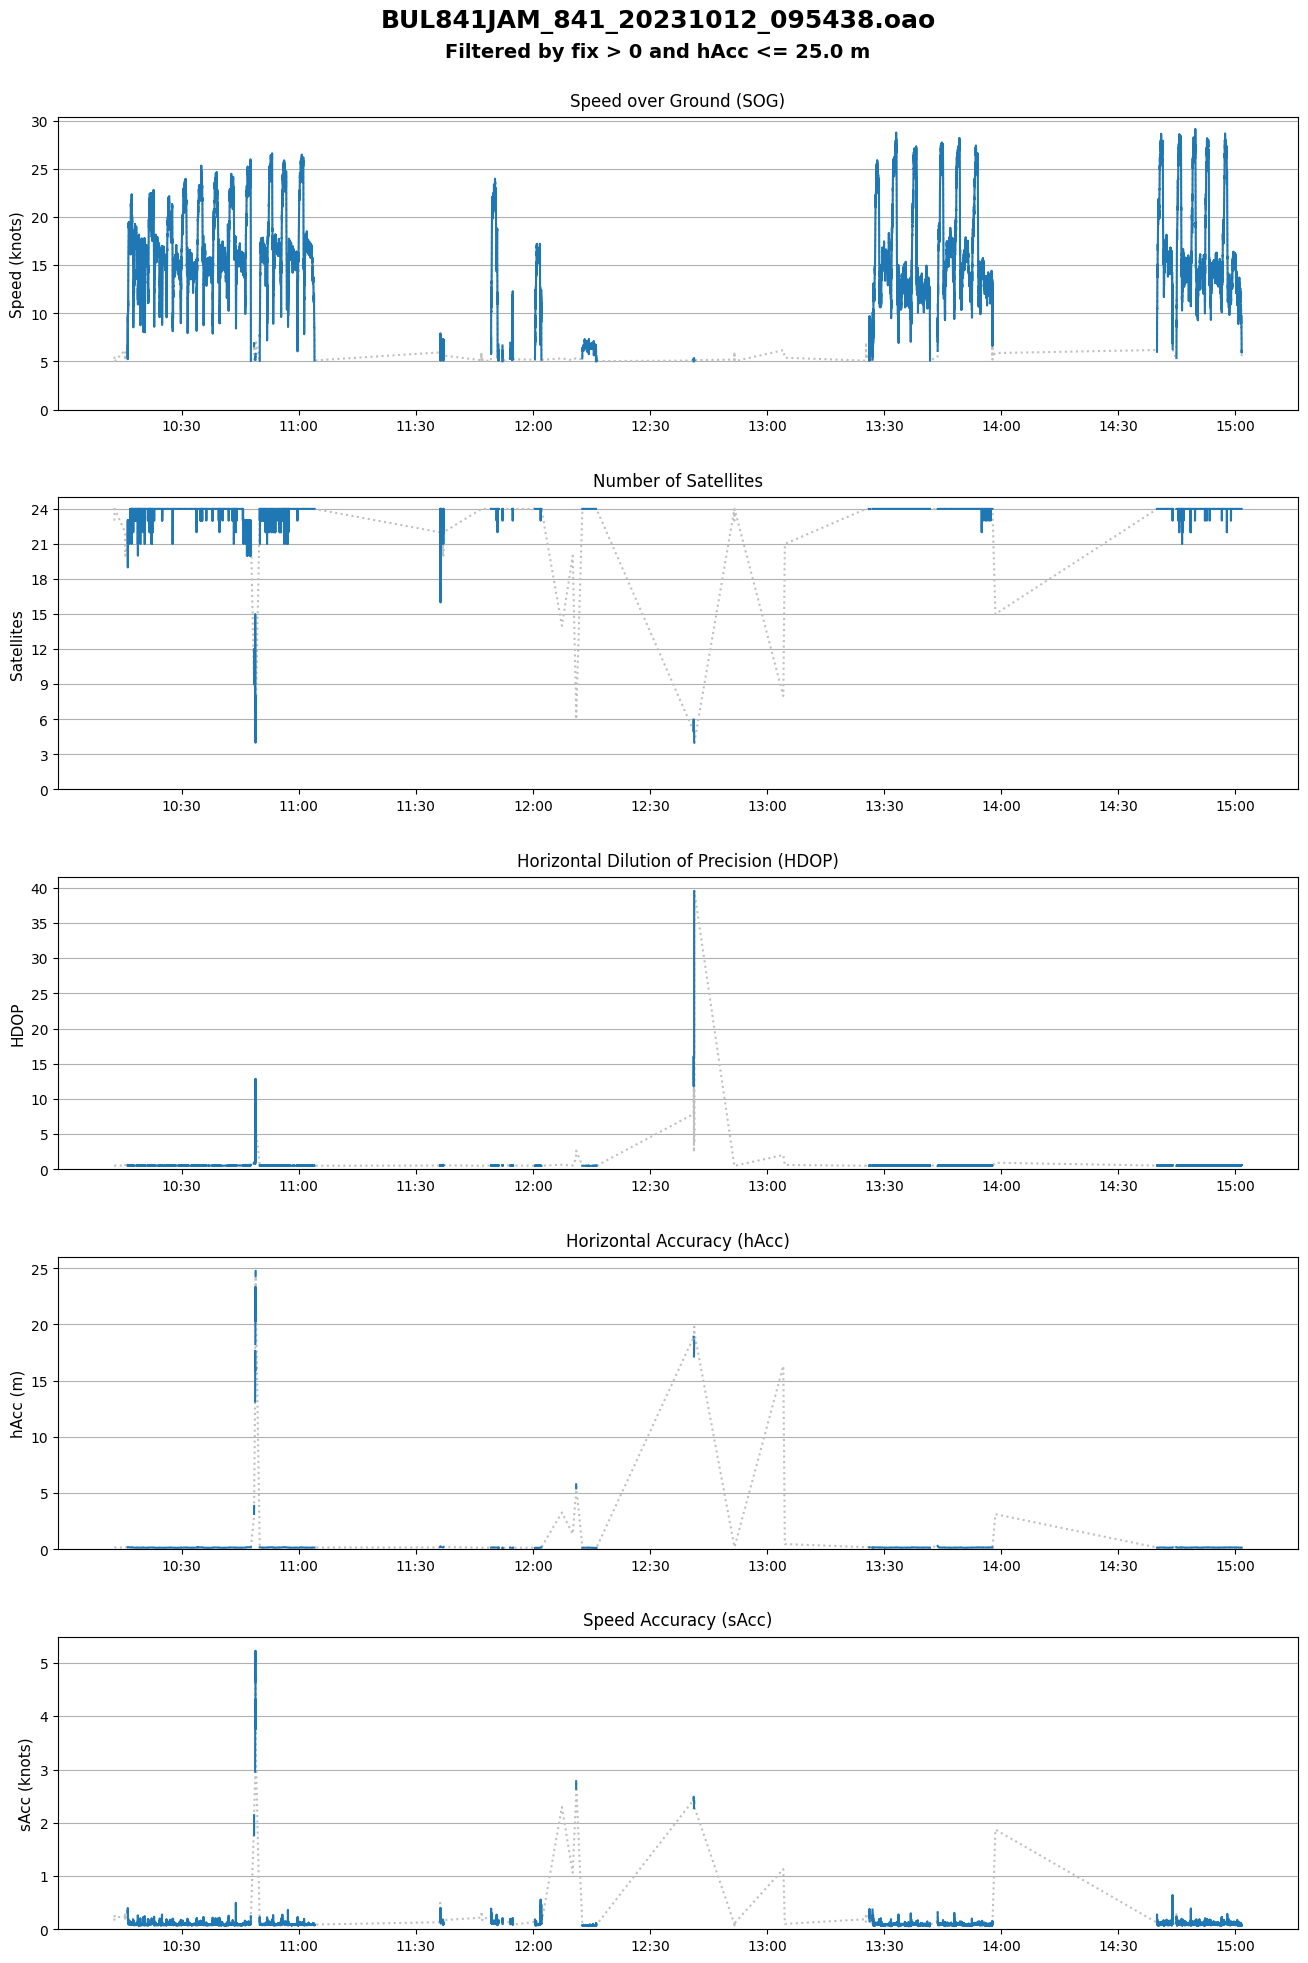 BUL841JAM_841_20231012_095438.oao
Filtered by fix > 0 and hAcc <= 25.0 m
Speed over Ground (SOG)
Speed (knots)
30
25
20
15
10
5
0
10:30 11:00 11:30 12:00 12:30 13:00 13:30 14:00 14:30 15:00
Number of Satellites
Satellites
24
21
18
15
12
9
6
3
0
10:30 11:00 11:30 12:00 12:30 13:00 13:30 14:00 14:30 15:00
Horizontal Dilution of Precision (HDOP)
HDOP
40
35
30
25
20
15
10
5
0
10:30 11:00 11:30 12:00 12:30 13:00 13:30 14:00 14:30 15:00
Horizontal Accuracy (hAcc)
hAcc (m)
25
20
15
10
5
0
10:30 11:00 11:30 12:00 12:30 13:00 13:30 14:00 14:30 15:00
Speed Accuracy (sAcc)
sAcc (knots)
5
4
3
2
1
0
10:30 11:00 11:30 12:00 12:30 13:00 13:30 14:00 14:30 15:00